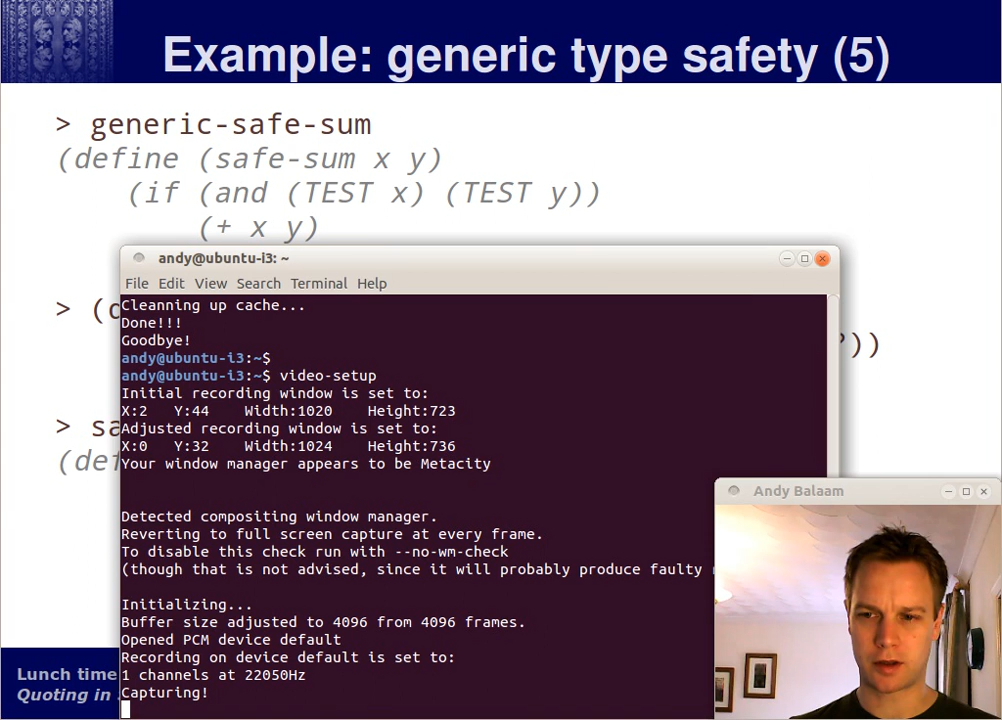 Example: generic type safety (5)
> generic-safe-sum
(define (safe-sum x y)
(if (and (TEST x) (TEST y))
(+ x y)
> (d
"))
> sa
(def
andy@ubuntu-i3: ~
File Edit View Search Terminal Help
Cleanning up cache...
Done!!!
Goodbye!
andy@ubuntu-i3:~$
andy@ubuntu-i3:~$ video-setup
Initial recording window is set to:
X:2 Y:44 Width:1020 Height:723
Adjusted recording window is set to:
X:0 Y:32 Width:1024 Height:736
Your window manager appears to be Metacity
Detected compositing window manager.
Reverting to full screen capture at every frame.
To disable this check run with --no-wm-check
(though that is not advised, since it will probably produce faulty
Initializing...
Buffer size adjusted to 4096 from 4096 frames.
Opened PCM device default
Recording on device default is set to:
1 channels at 22050Hz
Capturing!
Andy Balaam
Lunch time
Quoting in